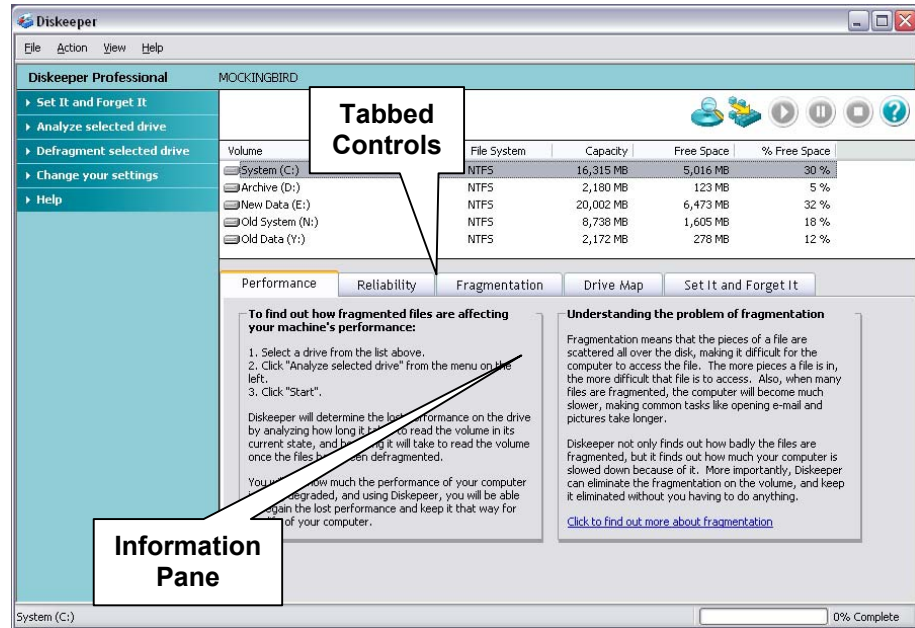 Diskeeper
File Action View Help
Diskeeper Professional MOCKINGBIRD
Set It and Forget It
Analyze selected drive
Defragment selected drive
Change your settings
Help
Tabbed
Controls
Volume File System Capacity Free Space % Free Space
System (C:) NTFS 16,315 MB 5,016 MB 30 %
Archive (D:) NTFS 2,180 MB 123 MB 5 %
New Data (E:) NTFS 20,002 MB 6,473 MB 32 %
Old System (N:) NTFS 8,738 MB 1,605 MB 18 %
Old Data (Y:) NTFS 2,172 MB 278 MB 12 %
Performance Reliability Fragmentation Drive Map Set It and Forget It
To find out how fragmented files are affecting
your machine's performance:
1. Select a drive from the list above.
2. Click "Analyze selected drive" from the menu on the
left.
3. Click "Start".
Diskeeper will determine the lost performance on the drive
by analyzing how long it takes to read the volume in its
current state, and how long it will take to read the volume
once the files have been defragmented.
You will how much the performance of your computer
degraded, and using Diskepeer, you will be able
regain the lost performance and keep it that way for
of your computer.
Understanding the problem of fragmentation
Fragmentation means that the pieces of a file are
scattered all over the disk, making it difficult for the
computer to access the file. The more pieces a file is in,
the more difficult that file is to access. Also, when many
files are fragmented, the computer will become much
slower, making common tasks like opening e-mail and
pictures take longer.
Diskeeper not only finds out how badly the files are
fragmented, but it finds out how much your computer is
slowed down because of it. More importantly, Diskeeper
can eliminate the fragmentation on the volume, and keep
it eliminated without you having to do anything.
Click to find out more about fragmentation
Information
Pane
System (C:) 0% Complete